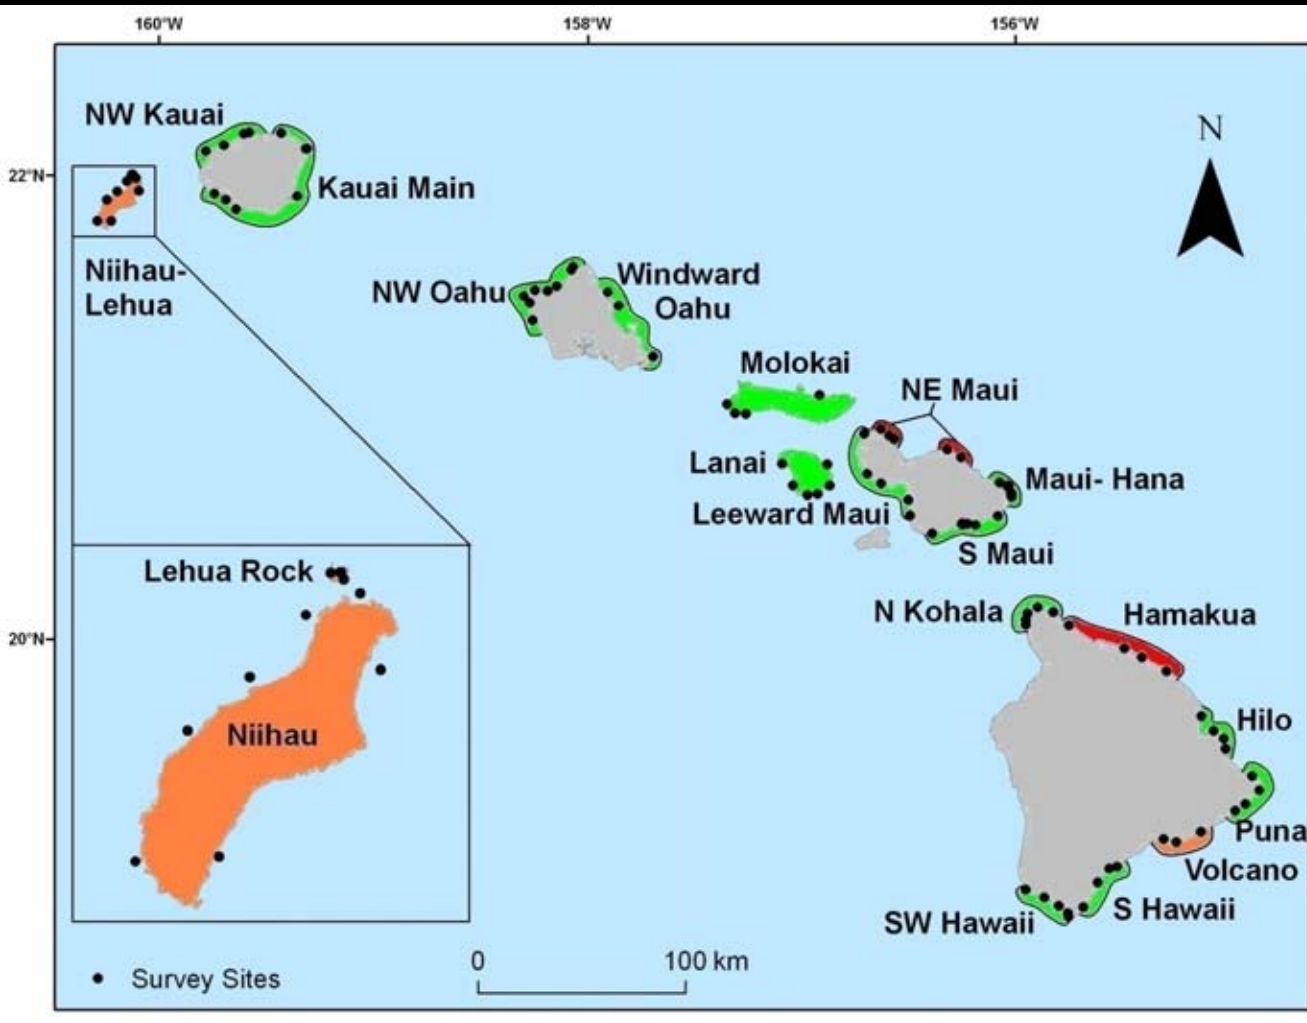 160°W
158°W
156°W
NW Kauai
N
22°N
Kauai Main
Niihau-
Lehua
NW Oahu
Windward
Oahu
Molokai
NE Maui
Lanai
Maui- Hana
Leeward Maui
S Maui
Lehua Rock
N Kohala
Hamakua
20°N
Niihau
Hilo
Puna
Volcano
SW Hawaii
S Hawaii
Survey Sites
0
100 km